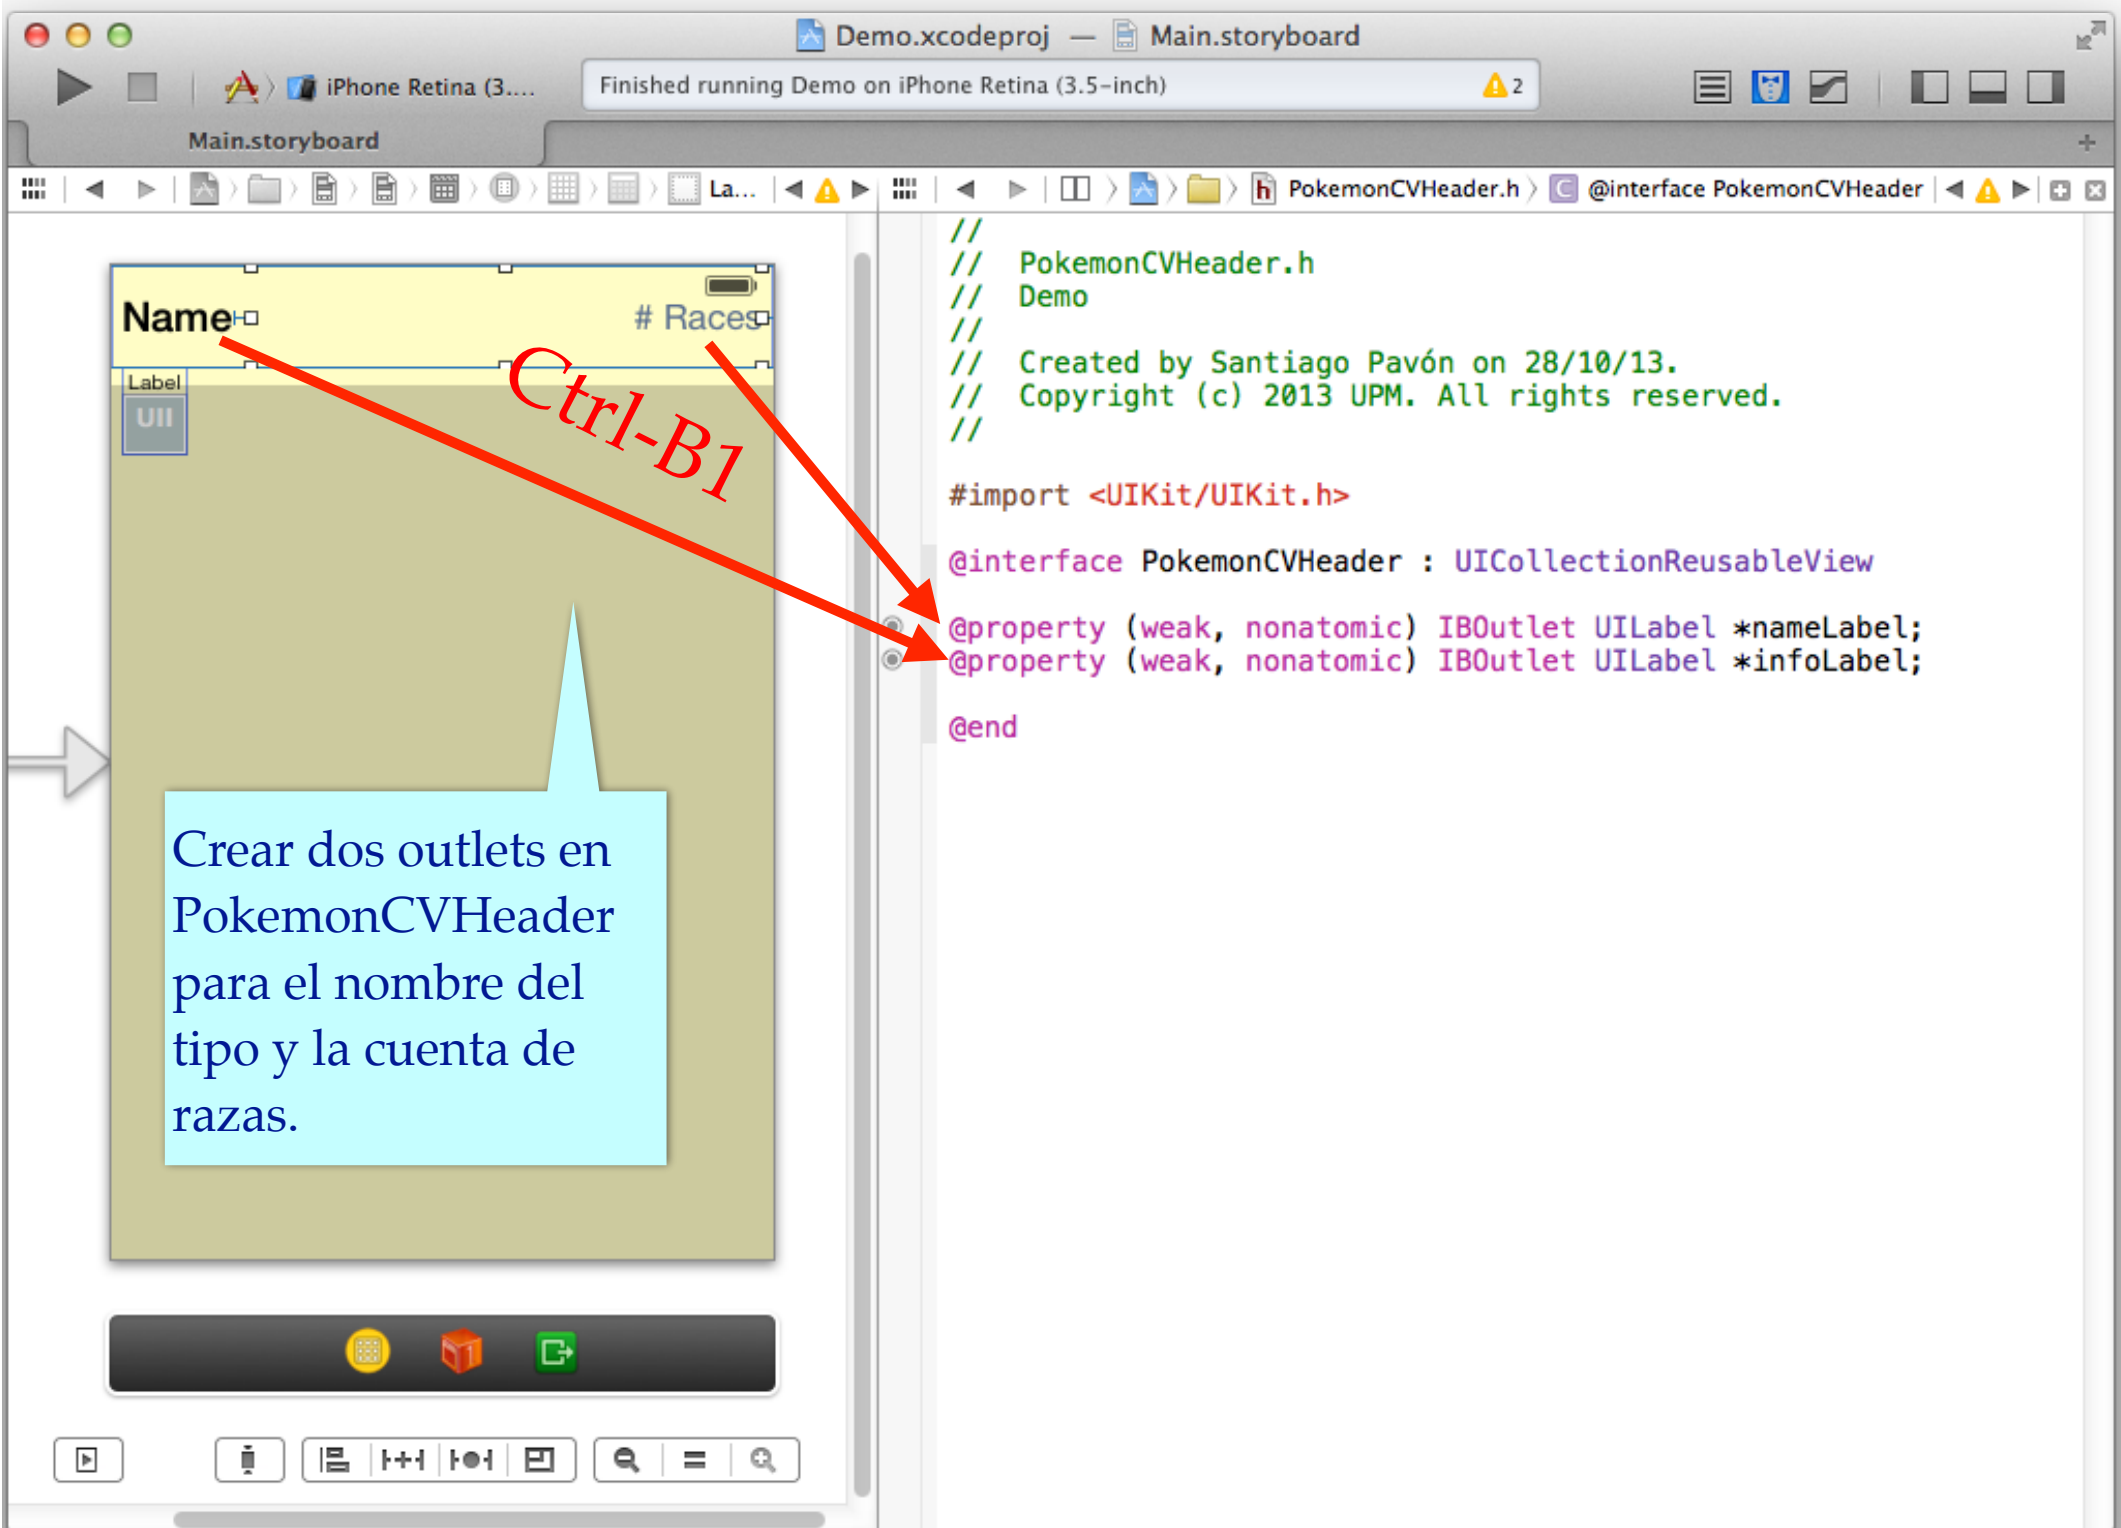 Demo.xcodeproj — Main.storyboard
iPhone Retina (3....
Finished running Demo on iPhone Retina (3.5-inch)
2
Main.storyboard
La...
PokemonCVHeader.h
@interface PokemonCVHeader
Name
# Races
Label
UII
Ctrl-B1
Crear dos outlets en
PokemonCVHeader
para el nombre del
tipo y la cuenta de
razas.
//
//  PokemonCVHeader.h
//  Demo
//
//  Created by Santiago Pavón on 28/10/13.
//  Copyright (c) 2013 UPM. All rights reserved.
//
#import <UIKit/UIKit.h>
@interface PokemonCVHeader : UICollectionReusableView
@property (weak, nonatomic) IBOutlet UILabel *nameLabel;
@property (weak, nonatomic) IBOutlet UILabel *infoLabel;
@end